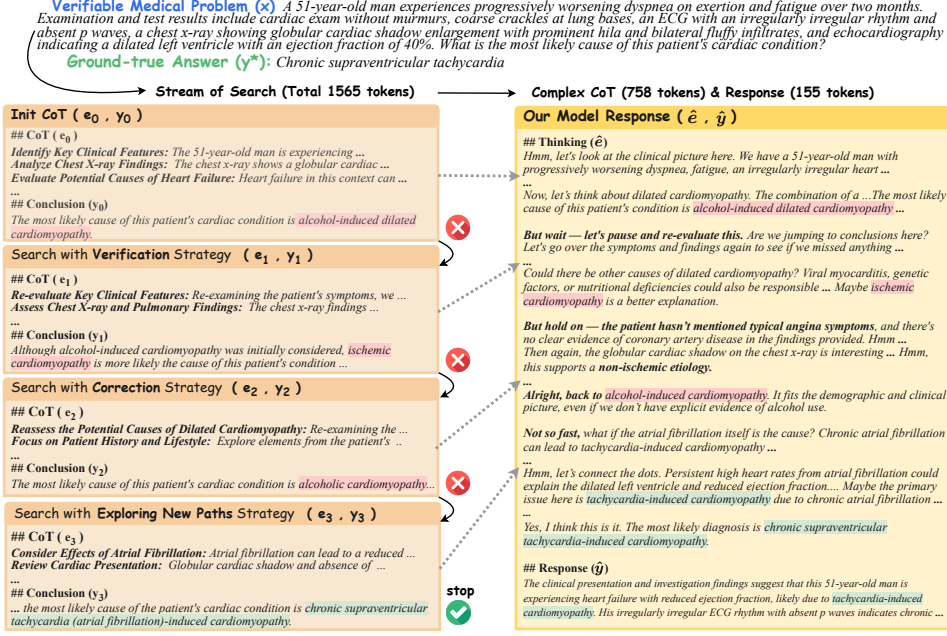 Verifiable Medical Problem (x) A 51-year-old man experiences progressively worsening dyspnea on exertion and fatigue over two months.
Examination and test results include cardiac exam without murmurs, coarse crackles at lung bases, an ECG with an irregularly irregular rhythm and
absent p waves, a chest x-ray showing globular cardiac shadow enlargement with prominent hila and bilateral fluffy infiltrates, and echocardiography
indicating a dilated left ventricle with an ejection fraction of 40%. What is the most likely cause of this patient's cardiac condition?
Ground-true Answer (y*): Chronic supraventricular tachycardia
Stream of Search (Total 1565 tokens)
Init CoT ( e0 , y0 )
## CoT ( e0 )
Identify Key Clinical Features: The 51-year-old man is experiencing ...
Analyze Chest X-ray Findings: The chest x-ray shows a globular cardiac ...
Evaluate Potential Causes of Heart Failure: Heart failure in this context can ...
...
## Conclusion (y0)
The most likely cause of this patient's cardiac condition is alcohol-induced dilated
cardiomyopathy.
Search with Verification Strategy ( e1 , y1 )
## CoT ( e1 )
Re-evaluate Key Clinical Features: Re-examining the patient's symptoms, we ...
Assess Chest X-ray and Pulmonary Findings: The chest x-ray findings ...
...
## Conclusion (y1)
Although alcohol-induced cardiomyopathy was initially considered, ischemic
cardiomyopathy is more likely the cause of this patient's condition ...
Search with Correction Strategy ( e2 , y2 )
## CoT ( e2 )
Reassess the Potential Causes of Dilated Cardiomyopathy: Re-examining the ...
Focus on Patient History and Lifestyle: Explore elements from the patient's ..
...
## Conclusion (y2)
The most likely cause of this patient's cardiac condition is alcoholic cardiomyopathy...
Search with Exploring New Paths Strategy ( e3 , y3 )
## CoT ( e3 )
Consider Effects of Atrial Fibrillation: Atrial fibrillation can lead to a reduced ...
Review Cardiac Presentation: Globular cardiac shadow and absence of ...
...
## Conclusion (y3)
... the most likely cause of the patient's cardiac condition is chronic supraventricular
tachycardia (atrial fibrillation)-induced cardiomyopathy.
stop
Complex CoT (758 tokens) & Response (155 tokens)
Our Model Response ( ê , ŷ )
## Thinking (ê)
Hmm, let's look at the clinical picture here. We have a 51-year-old man with
progressively worsening dyspnea, fatigue, an irregularly irregular heart ...
...
Now, let's think about dilated cardiomyopathy. The combination of a ...The most likely
cause of this patient's condition is alcohol-induced dilated cardiomyopathy ...
But wait — let's pause and re-evaluate this. Are we jumping to conclusions here?
Let's go over the symptoms and findings again to see if we missed anything ...
...
Could there be other causes of dilated cardiomyopathy? Viral myocarditis, genetic
factors, or nutritional deficiencies could also be responsible ... Maybe ischemic
cardiomyopathy is a better explanation.
But hold on — the patient hasn't mentioned typical angina symptoms, and there's
no clear evidence of coronary artery disease in the findings provided. Hmm ...
Then again, the globular cardiac shadow on the chest x-ray is interesting ... Hmm,
this supports a non-ischemic etiology.
...
Alright, back to alcohol-induced cardiomyopathy. It fits the demographic and clinical
picture, even if we don't have explicit evidence of alcohol use.
Not so fast, what if the atrial fibrillation itself is the cause? Chronic atrial fibrillation
can lead to tachycardia-induced cardiomyopathy ...
...
Hmm, let's connect the dots. Persistent high heart rates from atrial fibrillation could
explain the dilated left ventricle and reduced ejection fraction.... Maybe the primary
issue here is tachycardia-induced cardiomyopathy due to chronic atrial fibrillation ...
...
Yes, I think this is it. The most likely diagnosis is chronic supraventricular
tachycardia-induced cardiomyopathy.
## Response (ŷ)
The clinical presentation and investigation findings suggest that this 51-year-old man is
experiencing heart failure with reduced ejection fraction, likely due to tachycardia-induced
cardiomyopathy. His irregularly irregular ECG rhythm with absent p waves indicates chronic ...